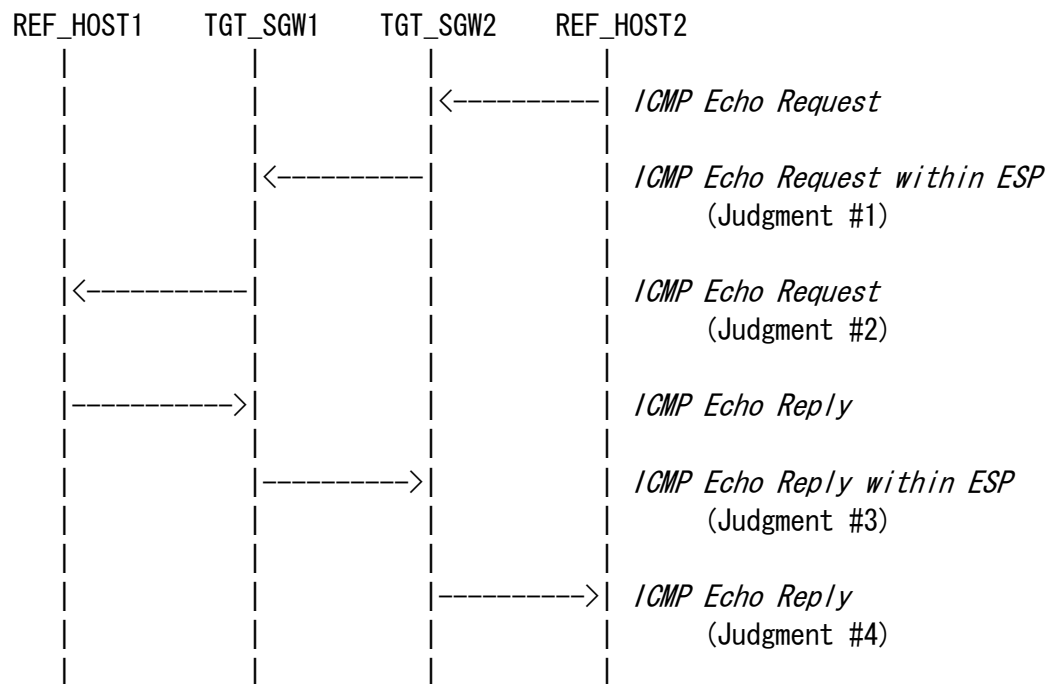 REF_HOST1 TGT_SGW1 TGT_SGW2 REF_HOST2
ICMP Echo Request
ICMP Echo Request within ESP
(Judgment #1)
ICMP Echo Request
(Judgment #2)
ICMP Echo Reply
ICMP Echo Reply within ESP
(Judgment #3)
ICMP Echo Reply
(Judgment #4)